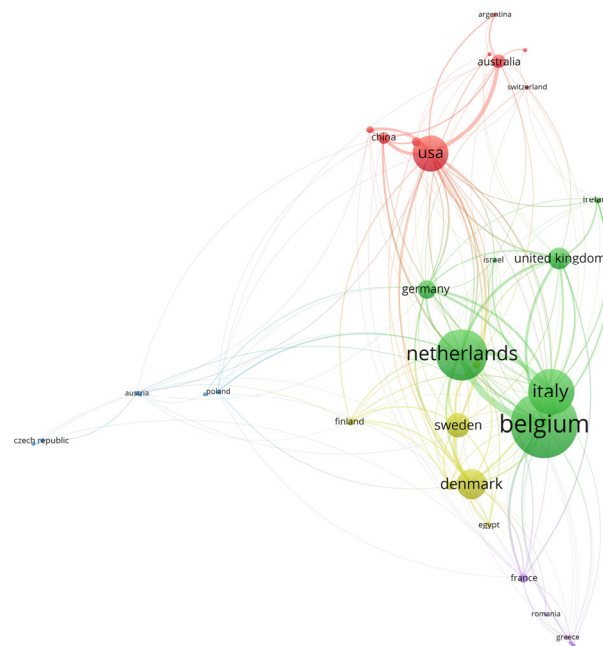 argentina
australia
switzerland
china
usa
israel
united kingdom
germany
netherlands
austria
poland
italy
finland
sweden
belgium
czech republic
denmark
egypt
france
romania
greece